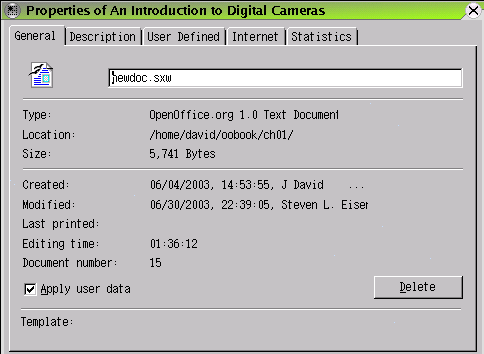 Properties of An Introduction to Digital Cameras
General Description User Defined Internet Statistics
newdoc.sxw
Type: OpenOffice.org 1.0 Text Document
Location: /home/david/oobook/ch01/
Size: 5,741 Bytes
Created: 06/04/2003, 14:53:55, J David ...
Modified: 06/30/2003, 22:39:05, Steven L. Eisen
Last printed:
Editing time: 01:36:12
Document number: 15
Apply user data Delete
Template: